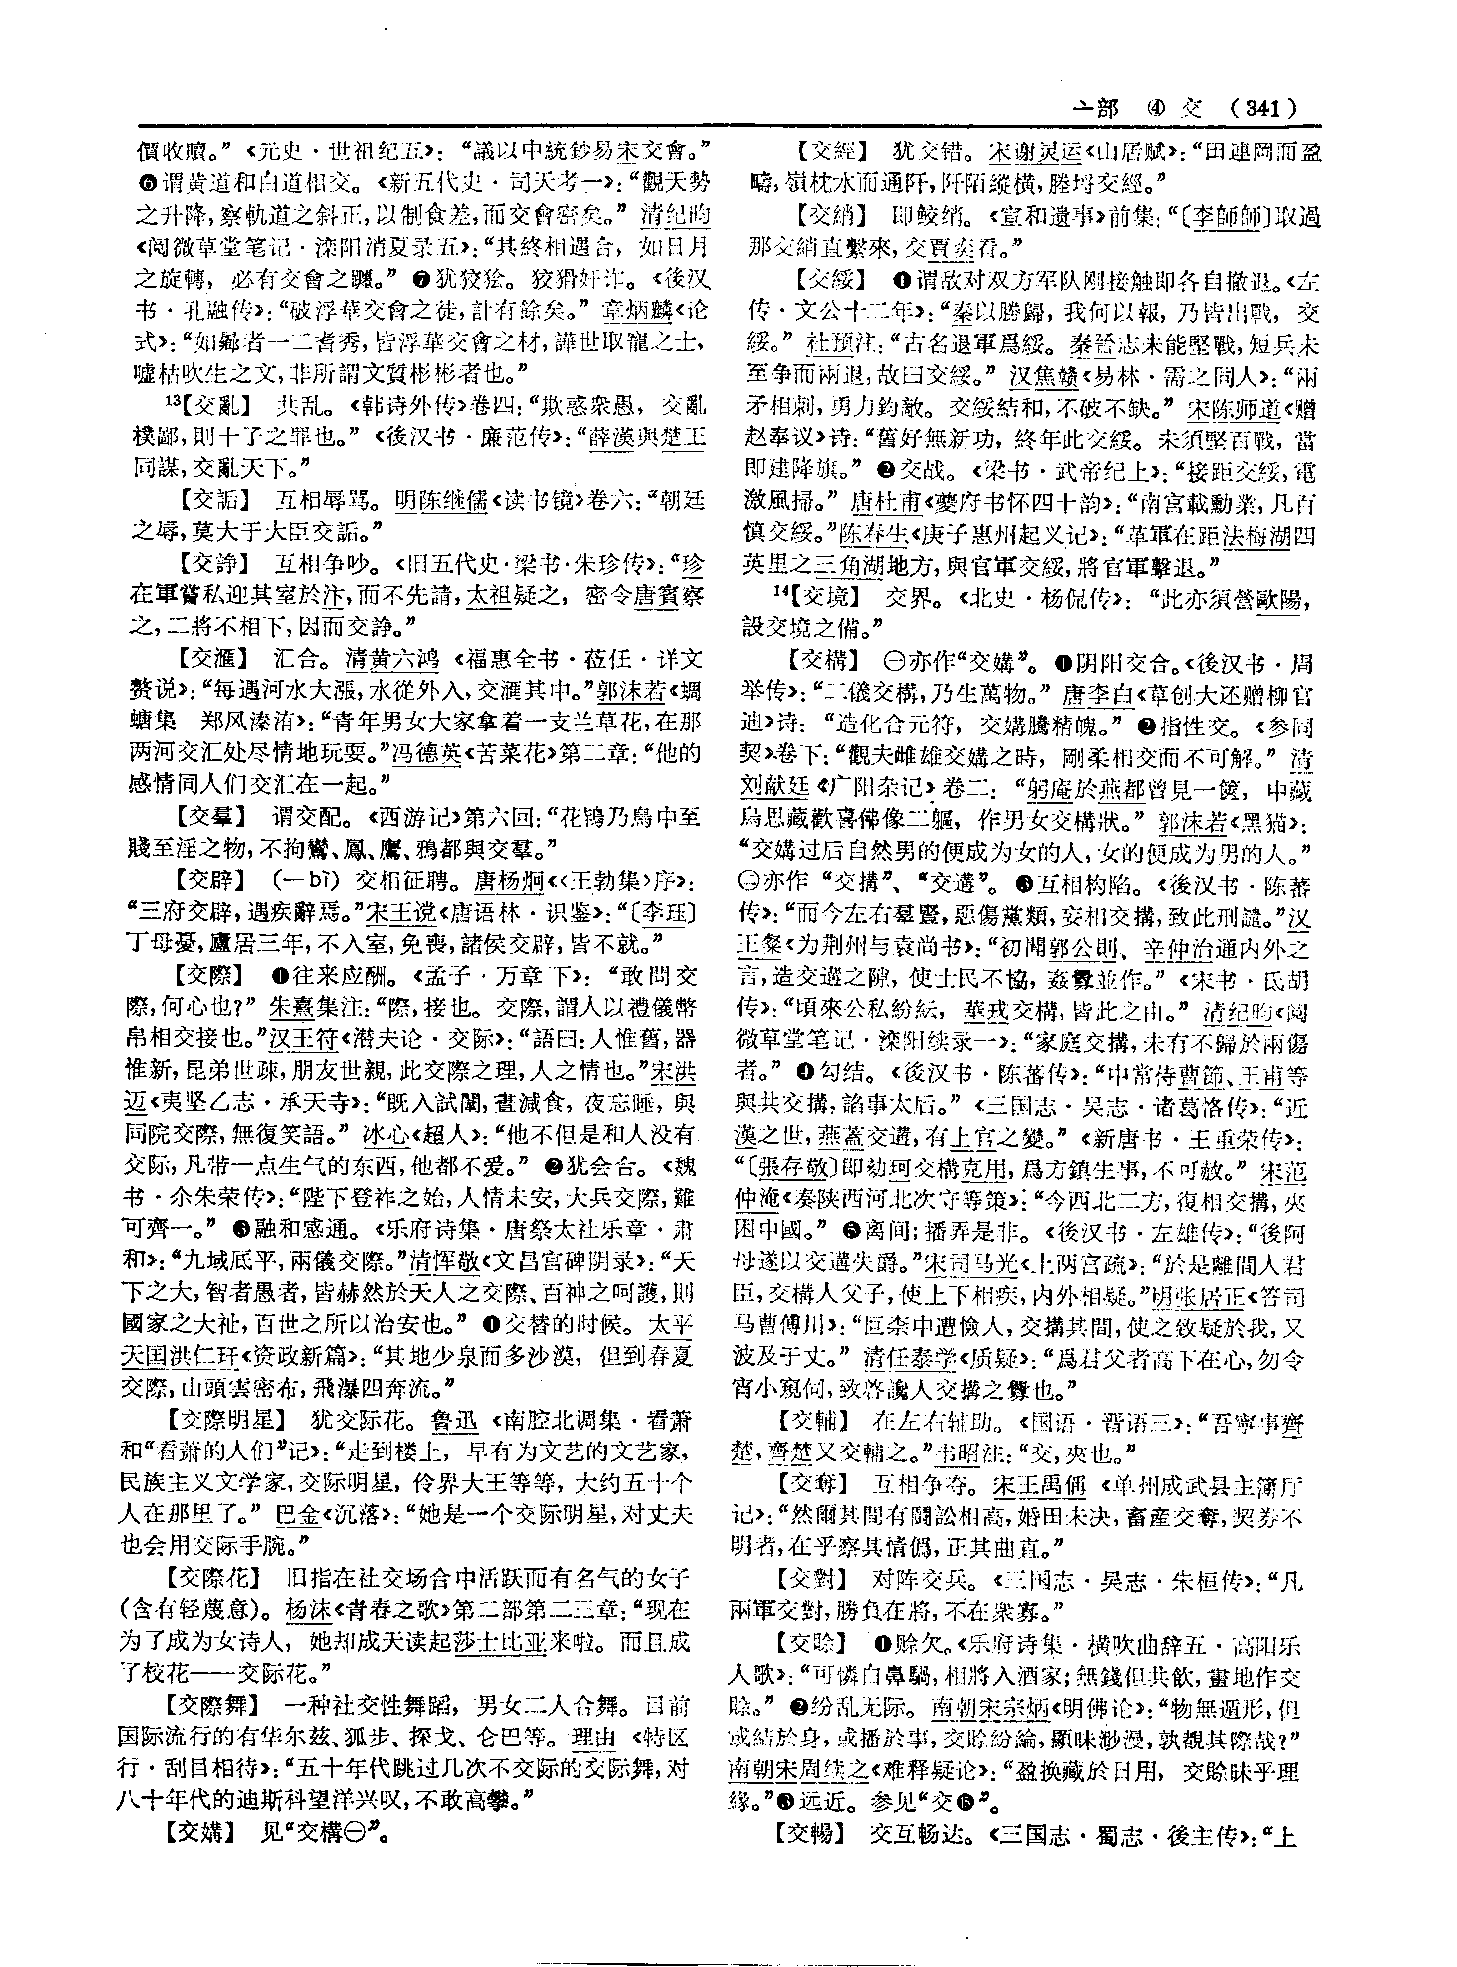 亠部 ④ 交 （341）
價收贖。”《元史·世祖纪五》：“議以中統鈔易宋交會。”
❻谓黄道和白道相交。《新五代史·司天考一》：“觀天勢
之升降，察軌道之斜正，以制食差，而交會密矣。” 清纪昀
《阅微草堂笔记·滦阳消夏录五》：“其終相遇合，如日月
之旋轉，必有交會之躔。” ❼犹狡狯。狡猾奸诈。《後汉
书·孔融传》：“破浮華交會之徒，計有餘矣。” 章炳麟《论
式》：“如鄉者一二耆秀，皆浮華交會之材，譁世取寵之士，
噓枯吹生之文，非所謂文質彬彬者也。”
13【交亂】 共乱。《韩诗外传》卷四：“欺惑衆愚，交亂
樸鄙，則十子之罪也。”《後汉书·廉范传》：“薛漢與楚王
同謀，交亂天下。”
【交詬】 互相辱骂。明陈继儒《读书镜》卷六：“朝廷
之辱，莫大于大臣交詬。”
【交諍】 互相争吵。《旧五代史·梁书·朱珍传》：“珍
在軍嘗私迎其室於汴，而不先請，太祖疑之，密令唐賓察
之，二將不相下，因而交諍。”
【交滙】 汇合。清黄六鸿《福惠全书·莅任·详文
赘说》：“每遇河水大漲，水從外入，交滙其中。”郭沫若《蜩
螗集 郑风溱洧》：“青年男女大家拿着一支兰草花，在那
两河交汇处尽情地玩耍。”冯德英《苦菜花》第二章：“他的
感情同人们交汇在一起。”
【交羣】 谓交配。《西游记》第六回：“花鴇乃鳥中至
賤至淫之物，不拘鸞、鳳、鷹、鴉都與交羣。”
【交辟】 （—bì）交相征聘。唐杨炯《〈王勃集〉序》：
“三府交辟，遇疾辭焉。”宋王谠《唐语林·识鉴》：“〔李珏〕
丁母憂，廬居三年，不入室，免喪，諸侯交辟，皆不就。”
【交際】 ❶往来应酬。《孟子·万章下》：“敢問交
際，何心也？” 朱熹集注：“際，接也。交際，謂人以禮儀幣
帛相交接也。”汉王符《潜夫论·交际》：“語曰：人惟舊，器
惟新，昆弟世疎，朋友世親，此交際之理，人之情也。”宋洪
迈《夷坚乙志·承天寺》：“既入試闈，晝減食，夜忘睡，與
同院交際，無復笑語。” 冰心《超人》：“他不但是和人没有
交际，凡带一点生气的东西，他都不爱。” ❷犹会合。《魏
书·尒朱荣传》：“陛下登祚之始，人情未安，大兵交際，難
可齊一。” ❸融和感通。《乐府诗集·唐祭太社乐章·肃
和》：“九域厎平，兩儀交際。”清恽敬《文昌宫碑阴录》：“天
下之大，智者愚者，皆赫然於天人之交際、百神之呵護，則
國家之大祉，百世之所以治安也。” ❹交替的时候。太平
天国洪仁玕《资政新篇》：“其地少泉而多沙漠，但到春夏
交際，山頭雲密布，飛瀑四奔流。”
【交際明星】 犹交际花。鲁迅《南腔北调集·看萧
和“看萧的人们”记》：“走到楼上，早有为文艺的文艺家，
民族主义文学家，交际明星，伶界大王等等，大约五十个
人在那里了。” 巴金《沉落》：“她是一个交际明星，对丈夫
也会用交际手腕。”
【交際花】 旧指在社交场合中活跃而有名气的女子
（含有轻蔑意）。杨沫《青春之歌》第二部第二三章：“现在
为了成为女诗人，她却成天读起莎士比亚来啦。而且成
了校花——交际花。”
【交際舞】 一种社交性舞蹈，男女二人合舞。目前
国际流行的有华尔兹、狐步、探戈、仑巴等。理由《特区
行·刮目相待》：“五十年代跳过几次不交际的交际舞，对
八十年代的迪斯科望洋兴叹，不敢高攀。”
【交媾】 见“交構㊀”。
【交經】 犹交错。宋谢灵运《山居赋》：“田連岡而盈
疇，嶺枕水而通阡，阡陌縱横，塍埒交經。”
【交綃】 即鲛绡。《宣和遗事》前集：“〔李師師〕取過
那交綃直繫來，交賈奕看。”
【交綏】 ❶谓敌对双方军队刚接触即各自撤退。《左
传·文公十二年》：“秦以勝歸，我何以報，乃皆出戰，交
綏。” 杜预注：“古名退軍爲綏。秦晉志未能堅戰，短兵未
至争而兩退，故曰交綏。” 汉焦赣《易林·需之同人》：“兩
矛相刺，勇力鈞敵。交綏結和，不破不缺。” 宋陈师道《赠
赵奉议》诗：“舊好無新功，終年此交綏。未須堅百戰，當
即建降旗。” ❷交战。《梁书·武帝纪上》：“接距交綏，電
激風掃。” 唐杜甫《夔府书怀四十韵》：“南宫載勳業，凡百
慎交綏。”陈春生《庚子惠州起义记》：“革軍在距法梅湖四
英里之三角湖地方，與官軍交綏，將官軍擊退。”
14【交境】 交界。《北史·杨侃传》：“此亦須營歐陽，
設交境之備。”
【交構】 ㊀亦作“交媾”。❶阴阳交合。《後汉书·周
举传》：“二儀交構，乃生萬物。” 唐李白《草创大还赠柳官
迪》诗：“造化合元符，交媾騰精魄。” ❷指性交。《参同
契》卷下：“觀夫雌雄交媾之時，剛柔相交而不可解。” 清
刘献廷《广阳杂记》卷二：“躬庵於燕都曾見一篋，中藏
烏思藏歡喜佛像二軀，作男女交構狀。” 郭沫若《黑猫》：
“交媾过后自然男的便成为女的人，女的便成为男的人。”
㊁亦作“交搆”、“交遘”。❸互相构陷。《後汉书·陈蕃
传》：“而今左右羣豎，惡傷黨類，妄相交搆，致此刑譴。”汉
王粲《为荆州与袁尚书》：“初聞郭公則、辛仲治通内外之
言，造交遘之隙，使士民不協，姦釁並作。”《宋书·氐胡
传》：“頃來公私紛紜，華戎交構，皆此之由。” 清纪昀《阅
微草堂笔记·滦阳续录一》：“家庭交搆，未有不歸於兩傷
者。” ❹勾结。《後汉书·陈蕃传》：“中常侍曹節、王甫等
與共交搆，諂事太后。”《三国志·吴志·诸葛恪传》：“近
漢之世，燕蓋交遘，有上官之變。”《新唐书·王重荣传》：
“〔張存敬〕即劾珂交構克用，爲方鎮生事，不可赦。” 宋范
仲淹《奏陕西河北次守等策》：“今西北二方，復相交搆，夾
困中國。” ❺离间；播弄是非。《後汉书·左雄传》：“後阿
母遂以交遘失爵。”宋司马光《上两宫疏》：“於是離間人君
臣，交構人父子，使上下相疾，内外相疑。”明张居正《答司
马曹傅川》：“叵柰中遭憸人，交搆其間，使之致疑於我，又
波及于丈。” 清任泰学《质疑》：“爲君父者高下在心，勿令
宵小窺伺，致啓讒人交搆之釁也。”
【交輔】 在左右辅助。《国语·晋语三》：“吾寧事齊
楚，齊楚又交輔之。”韦昭注：“交，夾也。”
【交奪】 互相争夺。宋王禹偁《单州成武县主簿厅
记》：“然爾其間有鬭訟相高，婚田未決，畜産交奪，契券不
明者，在乎察其情僞，正其曲直。”
【交對】 对阵交兵。《三国志·吴志·朱桓传》：“凡
兩軍交對，勝負在將，不在衆寡。”
【交賒】 ❶赊欠。《乐府诗集·横吹曲辞五·高阳乐
人歌》：“可憐白鼻騧，相將入酒家；無錢但共飲，畫地作交
賒。” ❷纷乱无际。南朝宋宗炳《明佛论》：“物無遁形，但
或結於身，或播於事，交賒紛綸，顯昧渺漫，孰覩其際哉？”
南朝宋周续之《难释疑论》：“盈换藏於日用，交賒昧乎理
緣。”❸远近。参见“交⓯”。
【交暢】 交互畅达。《三国志·蜀志·後主传》：“上